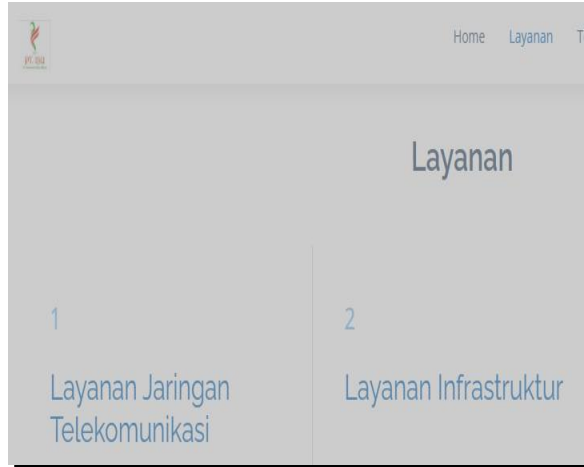 Home Layanan
Layanan
1
Layanan Jaringan
Telekomunikasi
2
Layanan Infrastruktur